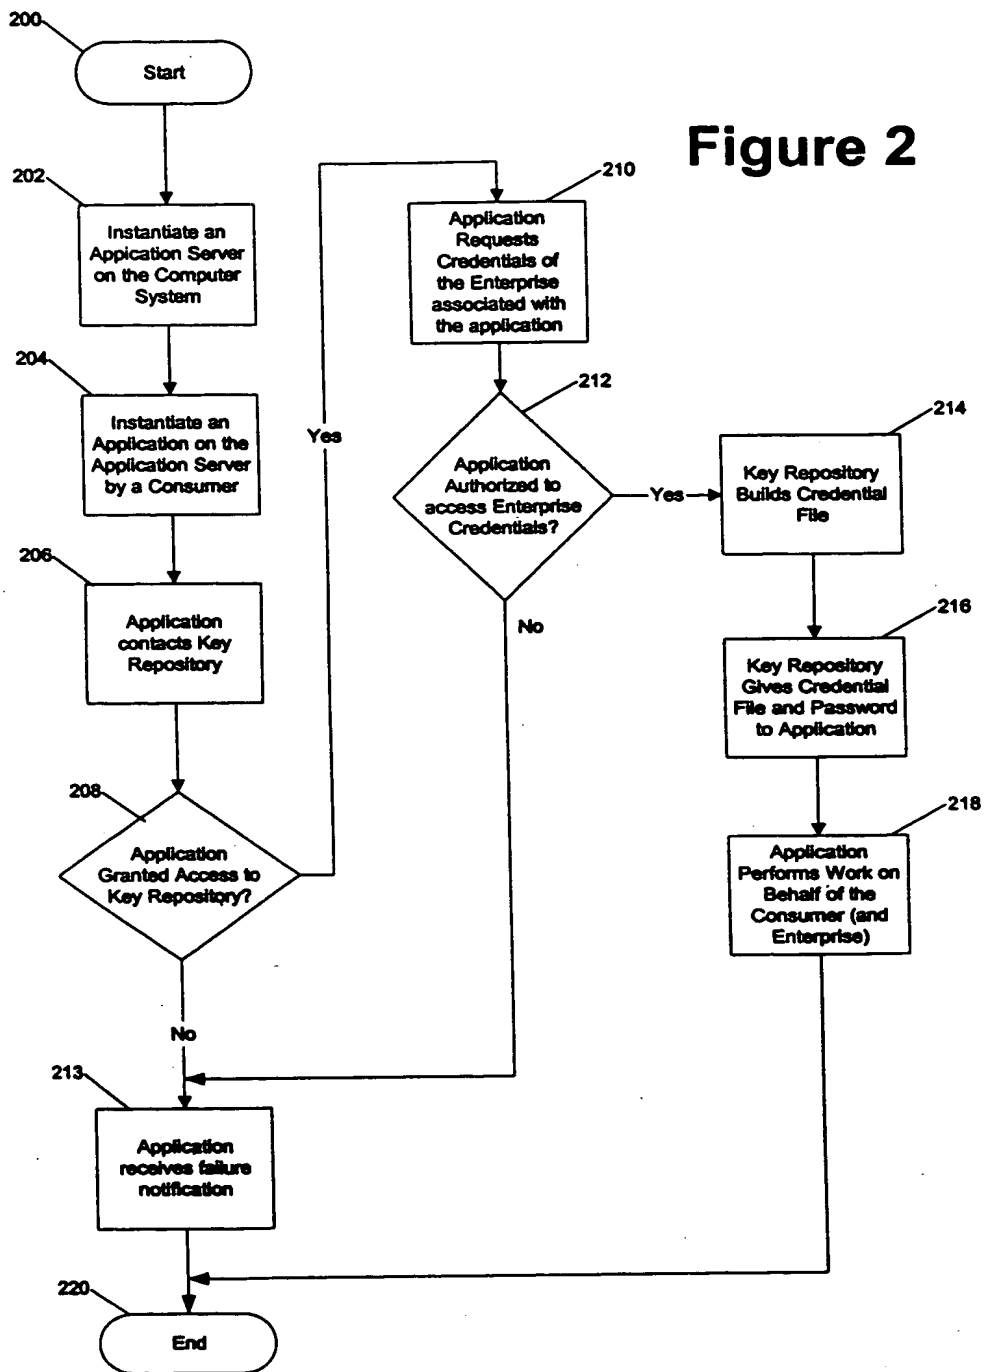 200
Start
Figure 2
202
Instantiate an
Appication Server
on the Computer
System
204
Instantiate an
Application on the
Application Server
by a Consumer
206
Application
contacts Key
Repository
208
Application
Granted Access to
Key Repository?
Yes
No
210
Application
Requests
Credentials of
the Enterprise
associated with
the application
212
Application
Authorized to
access Enterprise
Credentials?
Yes
No
213
Application
receives failure
notification
214
Key Repository
Builds Credential
File
216
Key Repository
Gives Credential
File and Password
to Application
218
Application
Performs Work on
Behalf of the
Consumer (and
Enterprise)
220
End